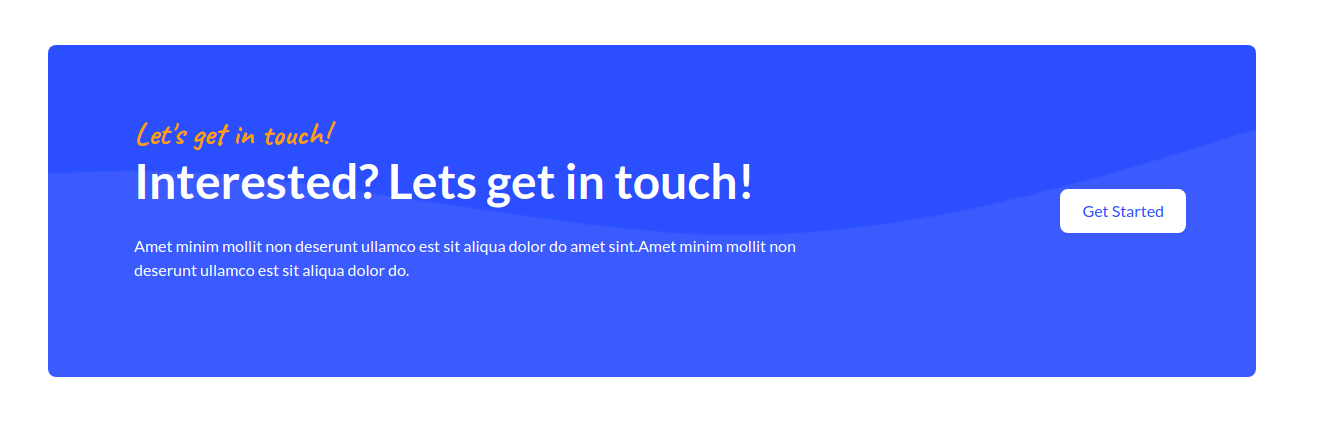 Let's get in touch!
Interested? Lets get in touch!
Amet minim mollit non deserunt ullamco est sit aliqua dolor do amet sint.Amet minim mollit non
deserunt ullamco est sit aliqua dolor do.
Get Started